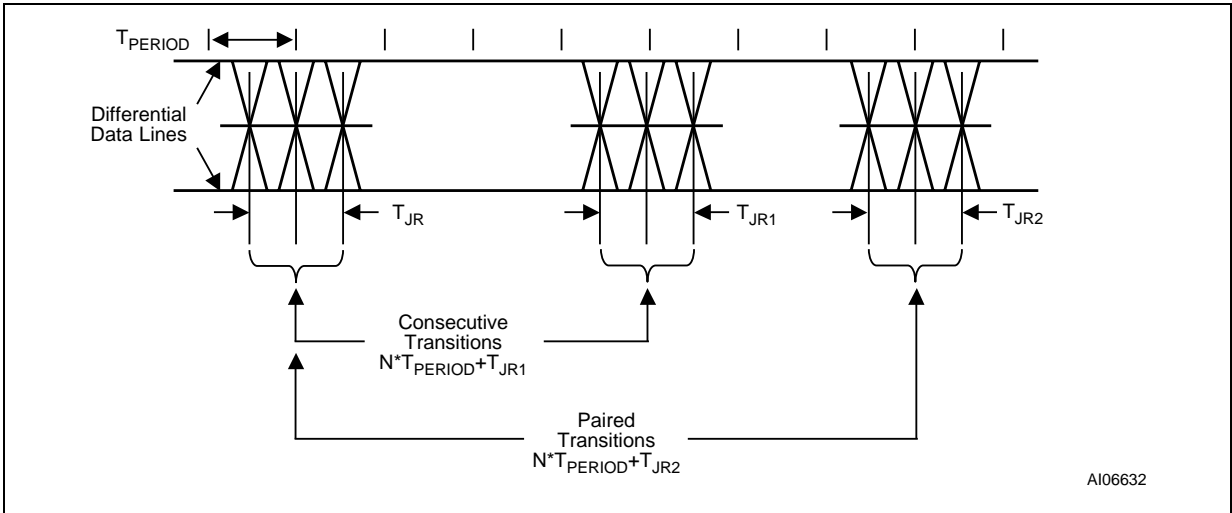 TPERIOD
Differential
Data Lines
TJR
TJR1
TJR2
Consecutive
Transitions
N*TPERIOD+TJR1
Paired
Transitions
N*TPERIOD+TJR2
AI06632